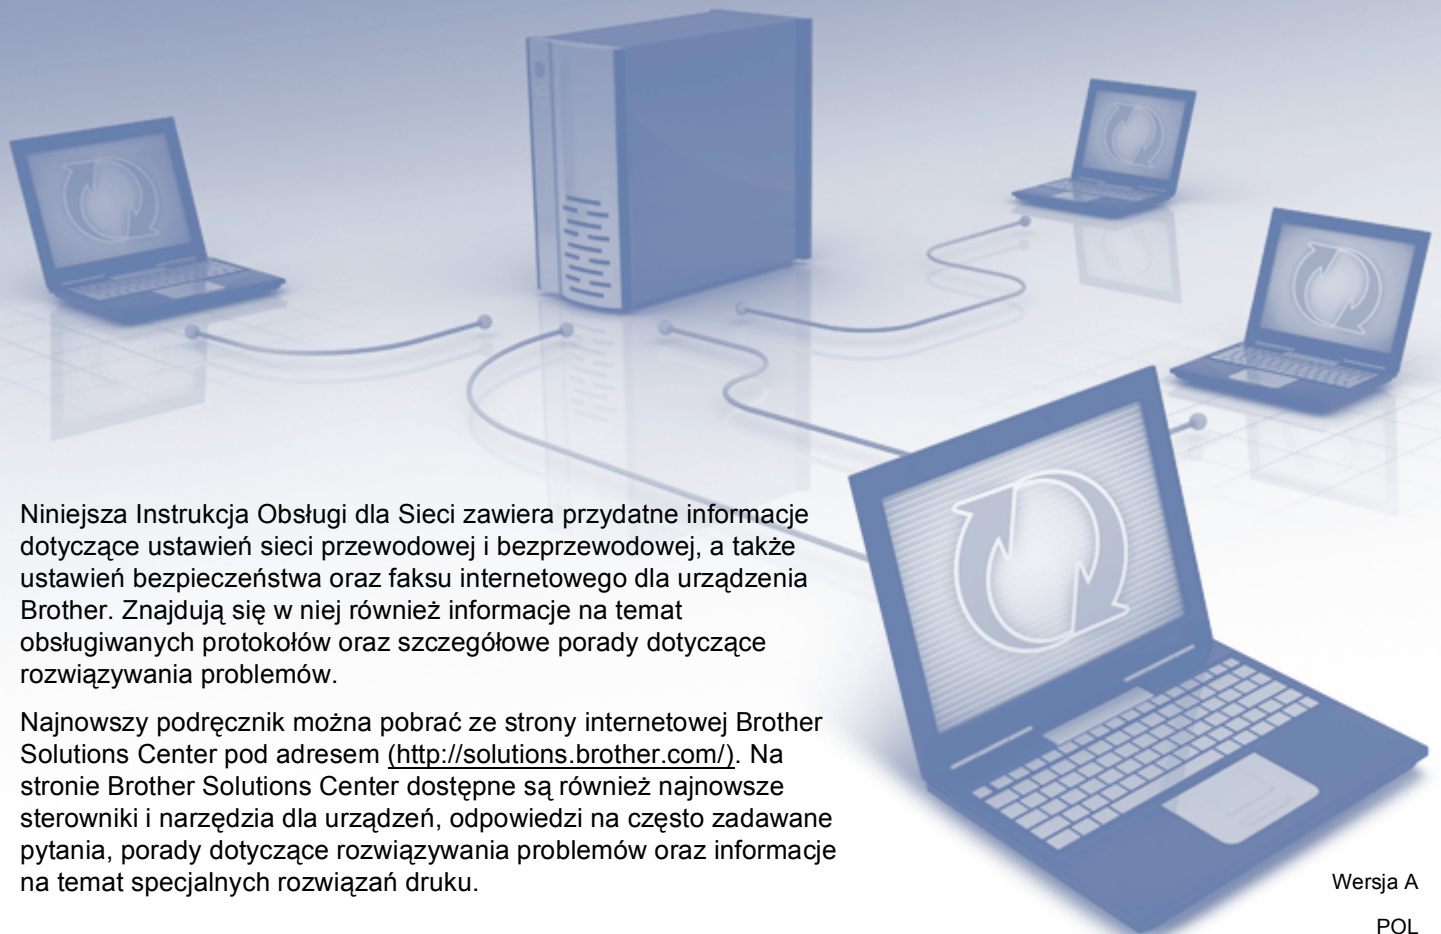 Niniejsza Instrukcja Obsługi dla Sieci zawiera przydatne informacje
dotyczące ustawień sieci przewodowej i bezprzewodowej, a także
ustawień bezpieczeństwa oraz faksu internetowego dla urządzenia
Brother. Znajdują się w niej również informacje na temat
obsługiwanych protokołów oraz szczegółowe porady dotyczące
rozwiązywania problemów.
Najnowszy podręcznik można pobrać ze strony internetowej Brother
Solutions Center pod adresem (http://solutions.brother.com/). Na
stronie Brother Solutions Center dostępne są również najnowsze
sterowniki i narzędzia dla urządzeń, odpowiedzi na często zadawane
pytania, porady dotyczące rozwiązywania problemów oraz informacje
na temat specjalnych rozwiązań druku.
Wersja A
POL